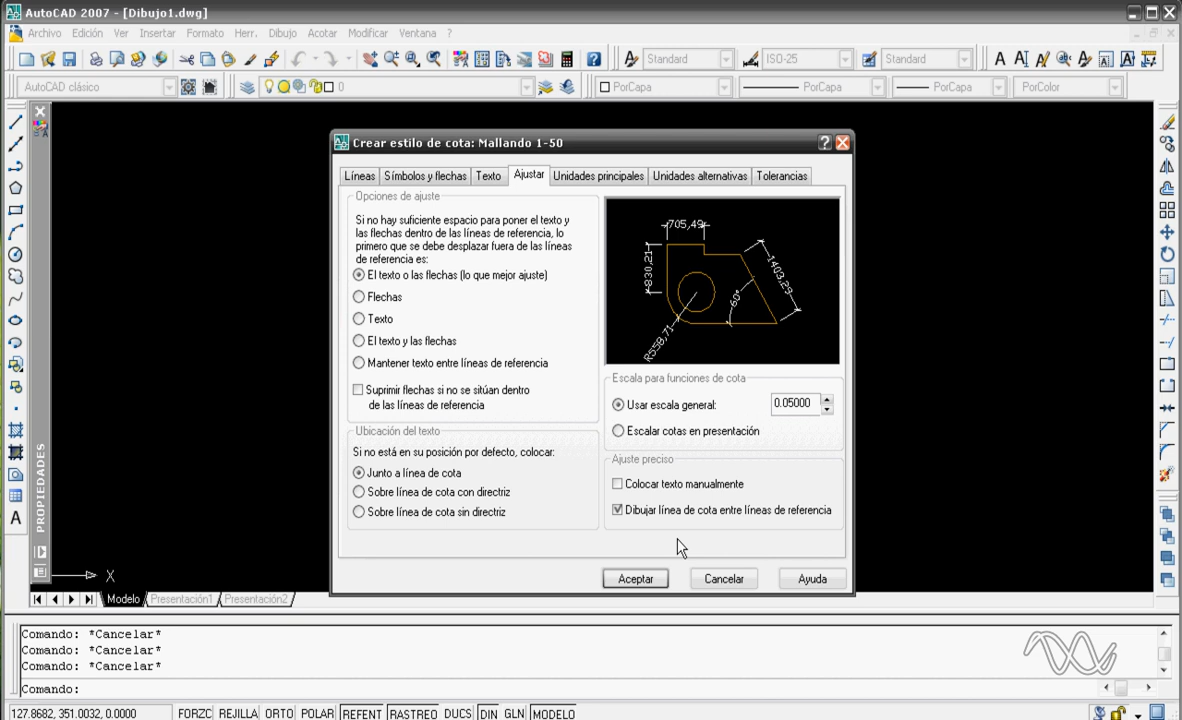 AutoCAD 2007 - [Dibujo1.dwg]
Archivo Edición Ver Insertar Formato Herr. Dibujo Acotar Modificar Ventana ?
Standard ISO-25 Standard
AutoCAD clásico 0 PorCapa PorCapa PorCapa PorColor
Crear estilo de cota: Mallando 1-50
Líneas Símbolos y flechas Texto Ajustar Unidades principales Unidades alternativas Tolerancias
Opciones de ajuste
Si no hay suficiente espacio para poner el texto y
las flechas dentro de las líneas de referencia, lo
primero que se debe desplazar fuera de las líneas
de referencia es:
El texto o las flechas (lo que mejor ajuste)
Flechas
Texto
El texto y las flechas
Mantener texto entre líneas de referencia
Suprimir flechas si no se sitúan dentro
de las líneas de referencia
Ubicación del texto
Si no está en su posición por defecto, colocar:
Junto a línea de cota
Sobre línea de cota con directriz
Sobre línea de cota sin directriz
705,49
830,21
1403,29
60°
R558,71
Escala para funciones de cota
Usar escala general: 0.05000
Escalar cotas en presentación
Ajuste preciso
Colocar texto manualmente
Dibujar línea de cota entre líneas de referencia
Aceptar Cancelar Ayuda
PROPIEDADES
X
Modelo Presentación1 Presentación2
Comando: *Cancelar*
Comando: *Cancelar*
Comando: *Cancelar*
Comando:
127.8682, 351.0032, 0.0000 FORZC REJILLA ORTO POLAR REFENT RASTREO DUCS DIN GLN MODELO